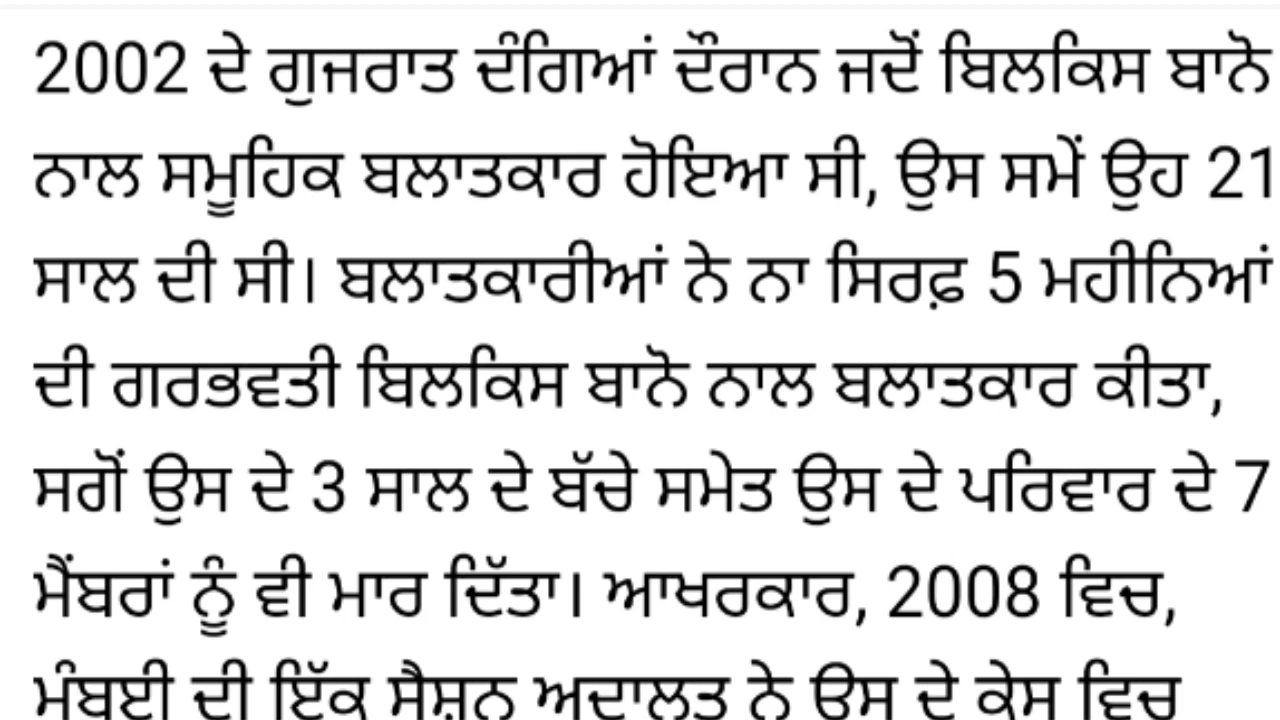 2002 ਦੇ ਗੁਜਰਾਤ ਦੰਗਿਆਂ ਦੌਰਾਨ ਜਦੋਂ ਬਿਲਕਿਸ ਬਾਨੋ
ਨਾਲ ਸਮੂਹਿਕ ਬਲਾਤਕਾਰ ਹੋਇਆ ਸੀ, ਉਸ ਸਮੇਂ ਉਹ 21
ਸਾਲ ਦੀ ਸੀ। ਬਲਾਤਕਾਰੀਆਂ ਨੇ ਨਾ ਸਿਰਫ਼ 5 ਮਹੀਨਿਆਂ
ਦੀ ਗਰਭਵਤੀ ਬਿਲਕਿਸ ਬਾਨੋ ਨਾਲ ਬਲਾਤਕਾਰ ਕੀਤਾ,
ਸਗੋਂ ਉਸ ਦੇ 3 ਸਾਲ ਦੇ ਬੱਚੇ ਸਮੇਤ ਉਸ ਦੇ ਪਰਿਵਾਰ ਦੇ 7
ਮੈਂਬਰਾਂ ਨੂੰ ਵੀ ਮਾਰ ਦਿੱਤਾ। ਆਖਰਕਾਰ, 2008 ਵਿਚ,
ਮੰਬਈ ਦੀ ਇੱਕ ਸੈਸ਼ਨ ਅਦਾਲਤ ਨੇ ਉਸ ਦੇ ਕੇਸ ਵਿਚ